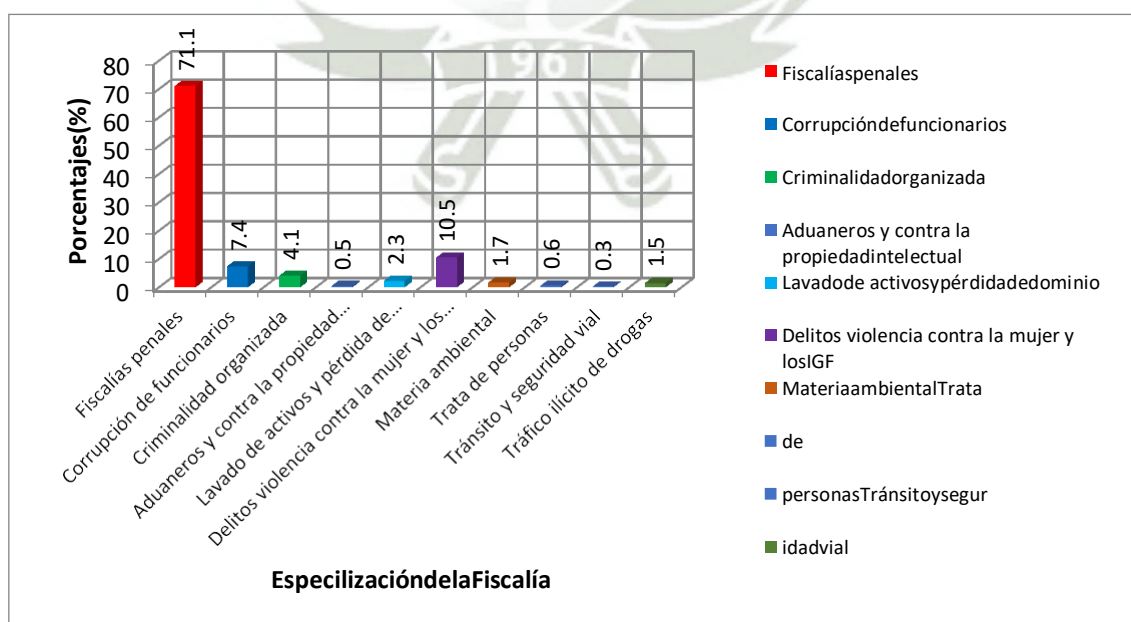 1961
Porcentajes(%)
80
70
60
50
40
30
20
10
0
71.1
7.4
4.1
0.5
2.3
10.5
1.7
0.6
0.3
1.5
Fiscalías penales
Corrupción de funcionarios
Criminalidad organizada
Aduaneros y contra la propiedad...
Lavado de activos y pérdida de...
Delitos violencia contra la mujer y los...
Materia ambiental
Trata de personas
Tránsito y seguridad vial
Tráfico ilícito de drogas
EspecilizacióndelaFiscalía
Fiscalíaspenales
Corrupcióndefuncionarios
Criminalidadorganizada
Aduaneros y contra la
propiedadintelectual
Lavadode activosypérdidadedominio
Delitos violencia contra la mujer y
losIGF
MateriaambientalTrata
de
personasTránsitoysegur
idadvial